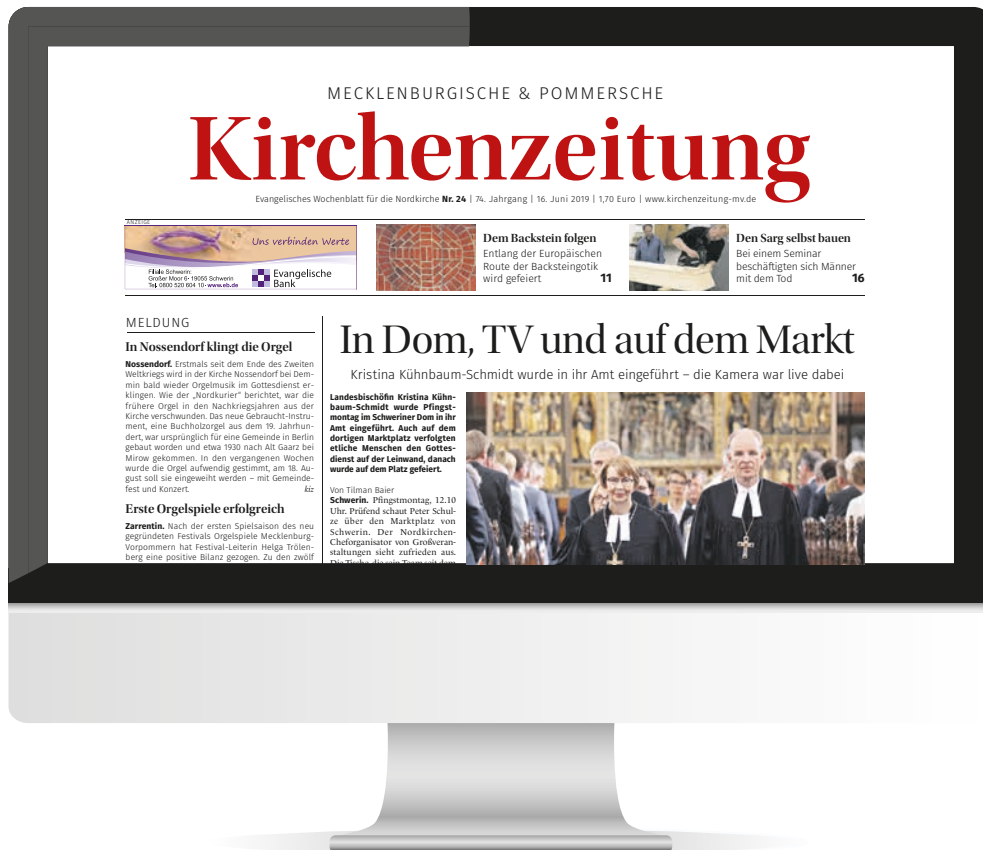 MECKLENBURGISCHE & POMMERSCHE
Kirchenzeitung
Evangelisches Wochenblatt für die Nordkirche Nr. 24 | 74. Jahrgang | 16. Juni 2019 | 1,70 Euro | www.kirchenzeitung-mv.de
ANZEIGE
Uns verbinden Werte
Filiale Schwerin:
Großer Moor 6 · 19055 Schwerin
Tel. 0800 520 604 10 · www.eb.de
Evangelische
Bank
Dem Backstein folgen
Entlang der Europäischen
Route der Backsteingotik
wird gefeiert 11
Den Sarg selbst bauen
Bei einem Seminar
beschäftigten sich Männer
mit dem Tod 16
MELDUNG
In Nossendorf klingt die Orgel
Nossendorf. Erstmals seit dem Ende des Zweiten
Weltkriegs wird in der Kirche Nossendorf bei Dem-
min bald wieder Orgelmusik im Gottesdienst er-
klingen. Wie der „Nordkurier“ berichtet, war die
frühere Orgel in den Nachkriegsjahren aus der
Kirche verschwunden. Das neue Gebraucht-Instru-
ment, eine Buchholzorgel aus dem 19. Jahrhun-
dert, war ursprünglich für eine Gemeinde in Berlin
gebaut worden und etwa 1930 nach Alt Gaarz bei
Mirow gekommen. In den vergangenen Wochen
wurde die Orgel aufwendig gestimmt, am 18. Au-
gust soll sie eingeweiht werden – mit Gemeinde-
fest und Konzert. kiz
Erste Orgelspiele erfolgreich
Zarrentin. Nach der ersten Spielsaison des neu
gegründeten Festivals Orgelspiele Mecklenburg-
Vorpommern hat Festival-Leiterin Helga Trölen-
berg eine positive Bilanz gezogen. Zu den zwölf
In Dom, TV und auf dem Markt
Kristina Kühnbaum-Schmidt wurde in ihr Amt eingeführt – die Kamera war live dabei
Landesbischöfin Kristina Kühn-
baum-Schmidt wurde Pfingst-
montag im Schweriner Dom in ihr
Amt eingeführt. Auch auf dem
dortigen Marktplatz verfolgten
etliche Menschen den Gottes-
dienst auf der Leinwand, danach
wurde auf dem Platz gefeiert.
Von Tilman Baier
Schwerin. Pfingstmontag, 12.10
Uhr. Prüfend schaut Peter Schul-
ze über den Marktplatz von
Schwerin. Der Nordkirchen-
Cheforganisator von Großveran-
staltungen sieht zufrieden aus.
Die Tische, die sein Team seit dem